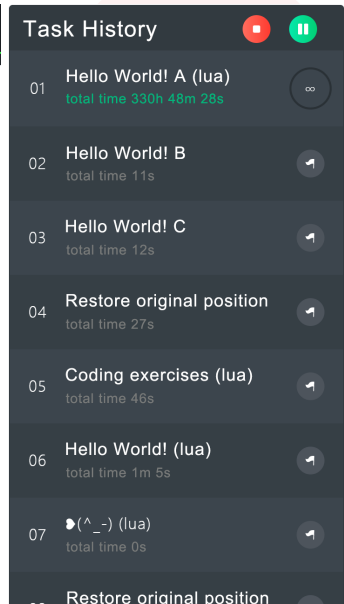 Task History
01
Hello World! A (lua)
total time 330h 48m 28s
∞
02
Hello World! B
total time 11s
03
Hello World! C
total time 12s
04
Restore original position
total time 27s
05
Coding exercises (lua)
total time 46s
06
Hello World! (lua)
total time 1m 5s
07
❥(^_-) (lua)
total time 0s
Restore original position